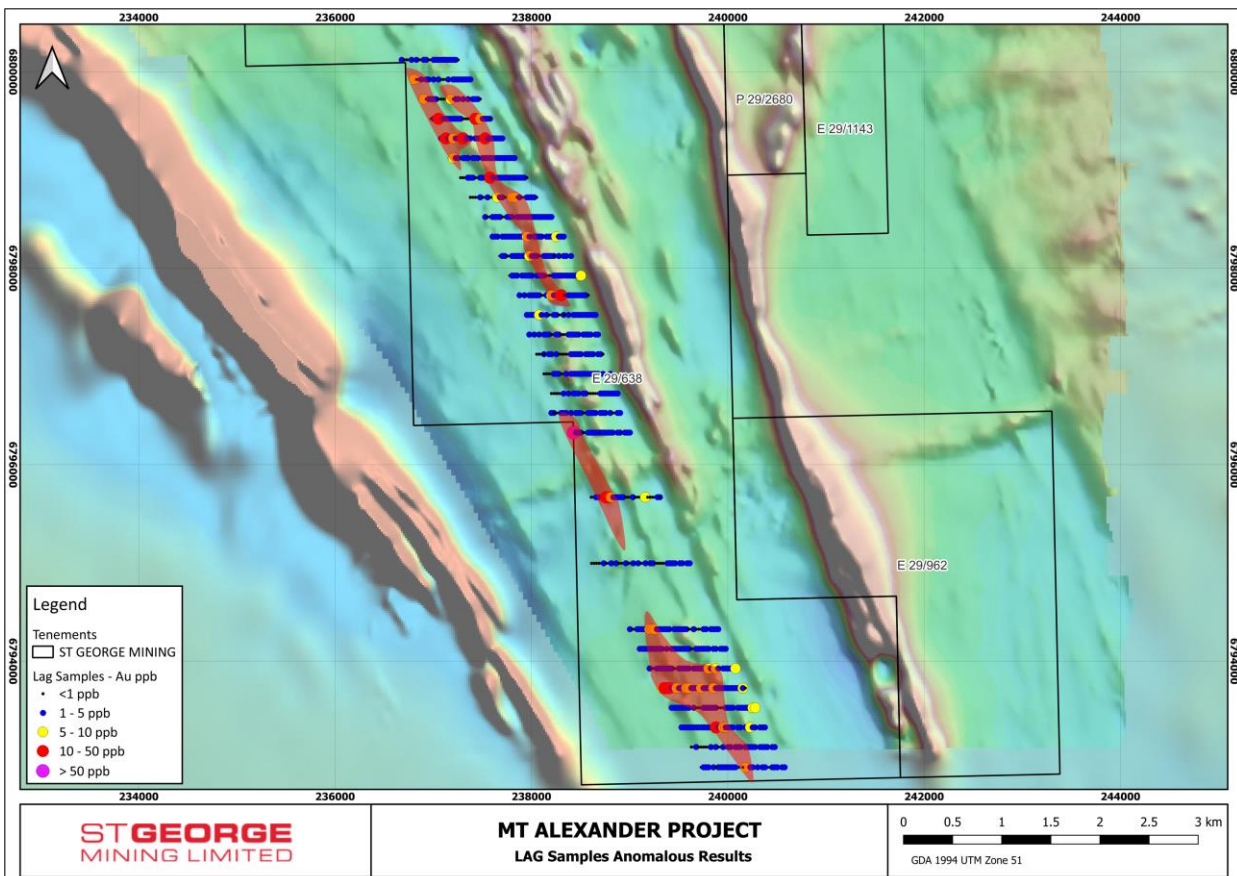 234000 236000 238000 240000 242000 244000
6800000 6800000
P 29/2680
E 29/1143
6798000 6798000
E 29/638
6796000 6796000
E 29/962
Legend
Tenements
ST GEORGE MINING
Lag Samples - Au ppb
<1 ppb
1 - 5 ppb
5 - 10 ppb
10 - 50 ppb
> 50 ppb
6794000 6794000
234000 236000 238000 240000 242000 244000
ST GEORGE
MINING LIMITED
MT ALEXANDER PROJECT
LAG Samples Anomalous Results
0 0.5 1 1.5 2 2.5 3 km
GDA 1994 UTM Zone 51